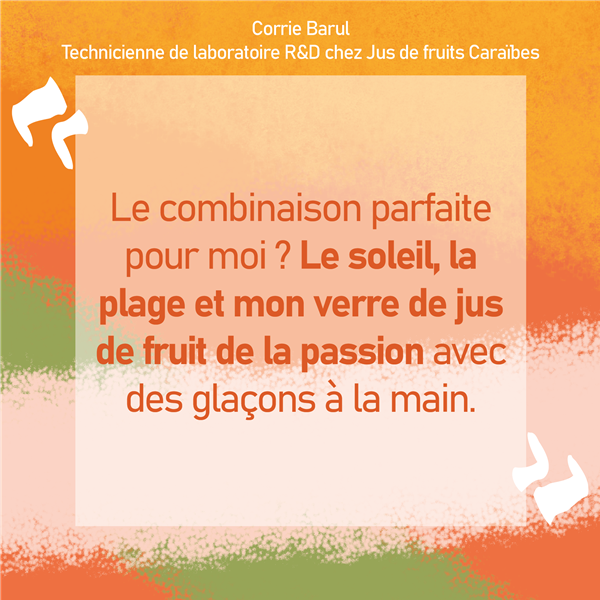 Corrie Barul
Technicienne de laboratoire R&D chez Jus de fruits Caraïbes
Le combinaison parfaite
pour moi ? Le soleil, la
plage et mon verre de jus
de fruit de la passion avec
des glaçons à la main.